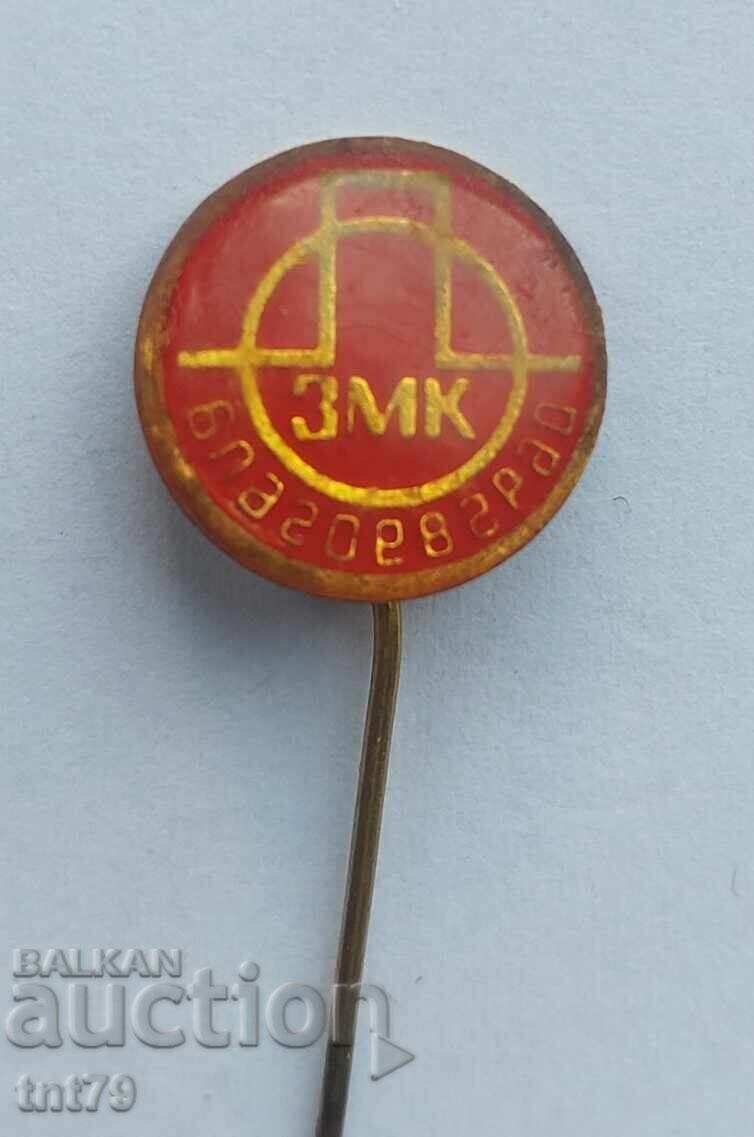 ЗМК
благоевград
BALKAN
auction
tnt79